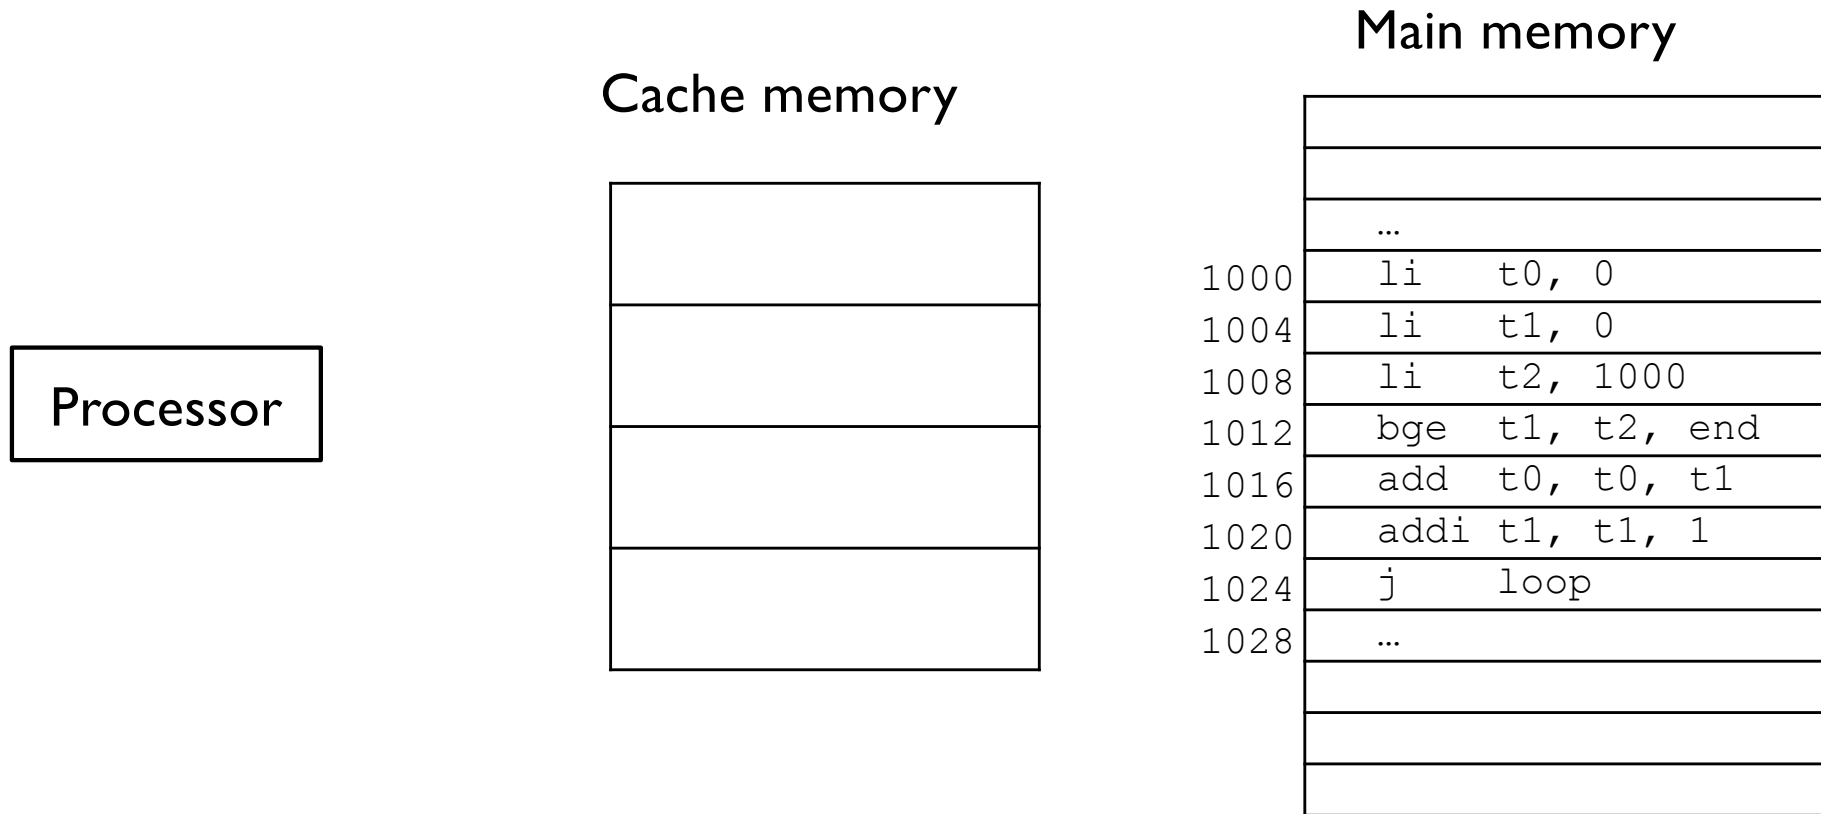 Main memory
Cache memory
Processor
…
1000 li t0, 0
1004 li t1, 0
1008 li t2, 1000
1012 bge t1, t2, end
1016 add t0, t0, t1
1020 addi t1, t1, 1
1024 j loop
1028 …